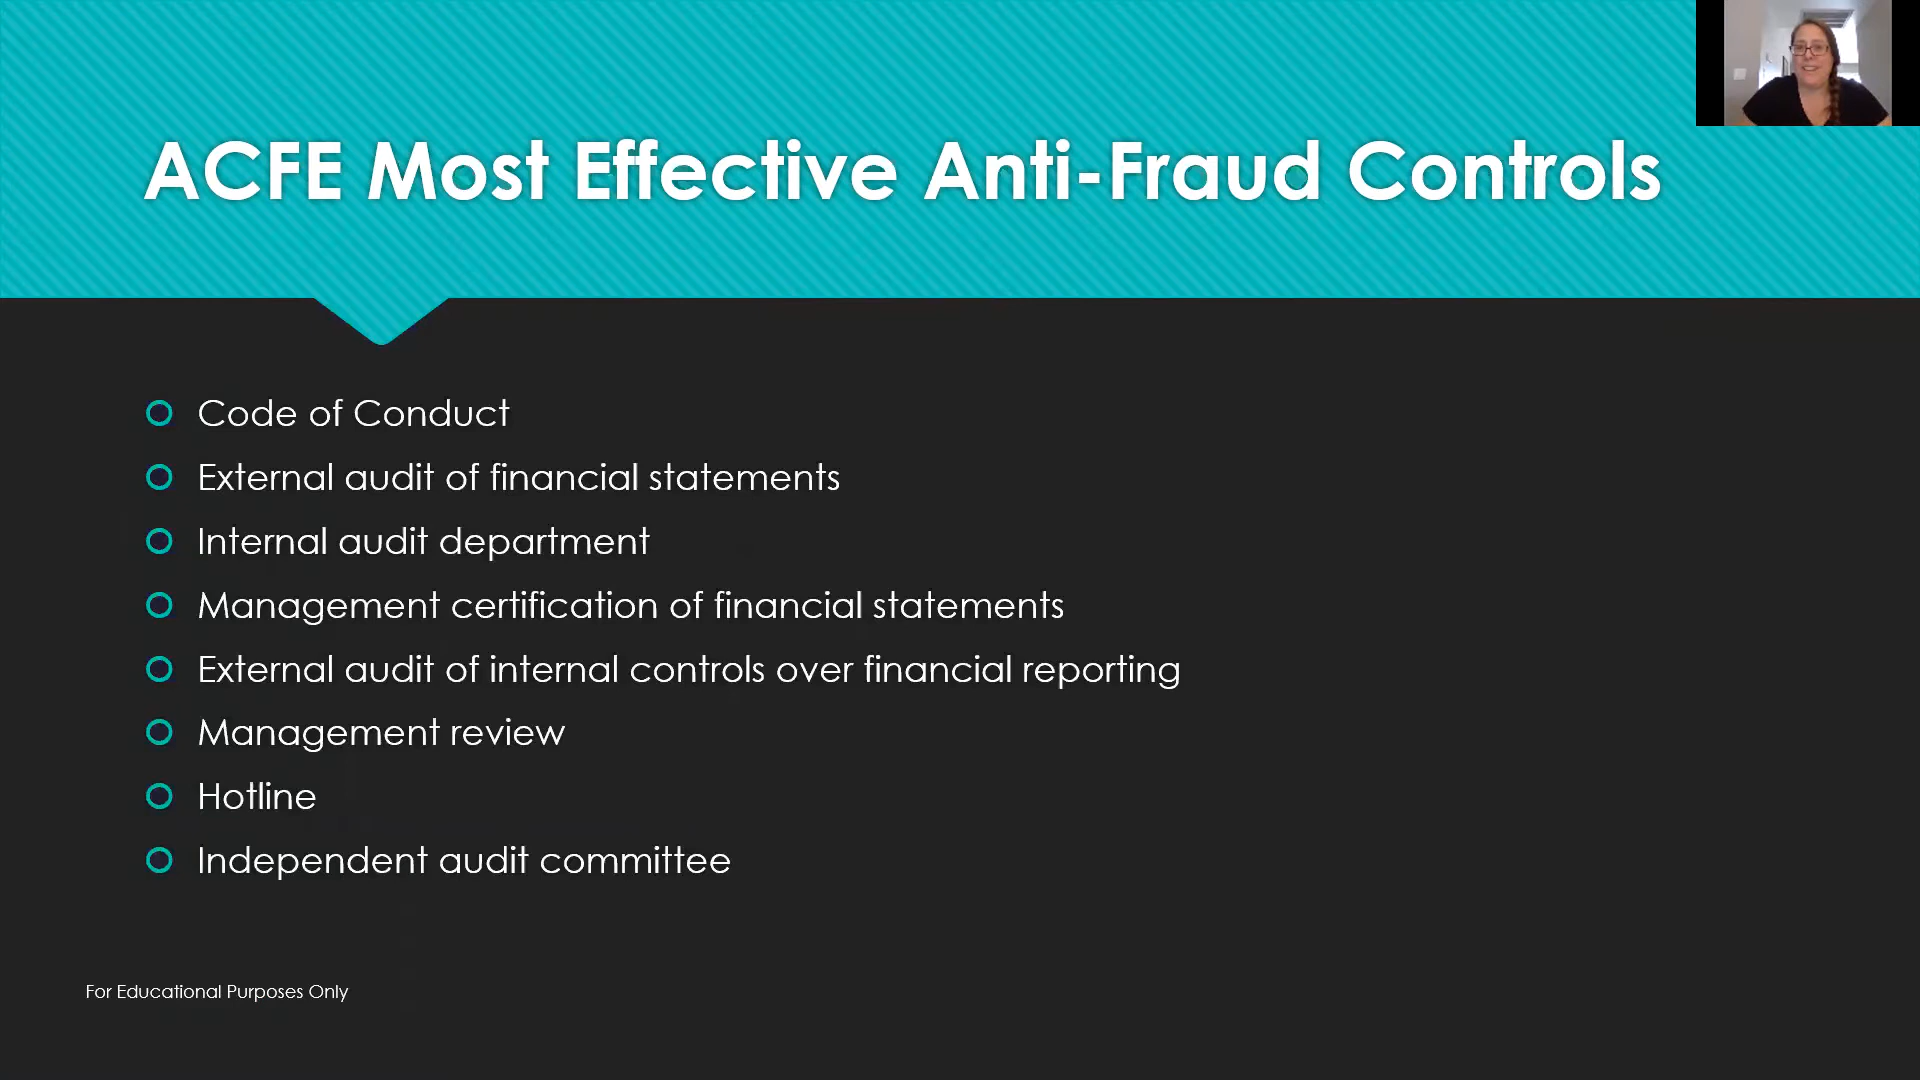 ACFE Most Effective Anti-Fraud Controls
Code of Conduct
External audit of financial statements
Internal audit department
Management certification of financial statements
External audit of internal controls over financial reporting
Management review
Hotline
Independent audit committee
For Educational Purposes Only